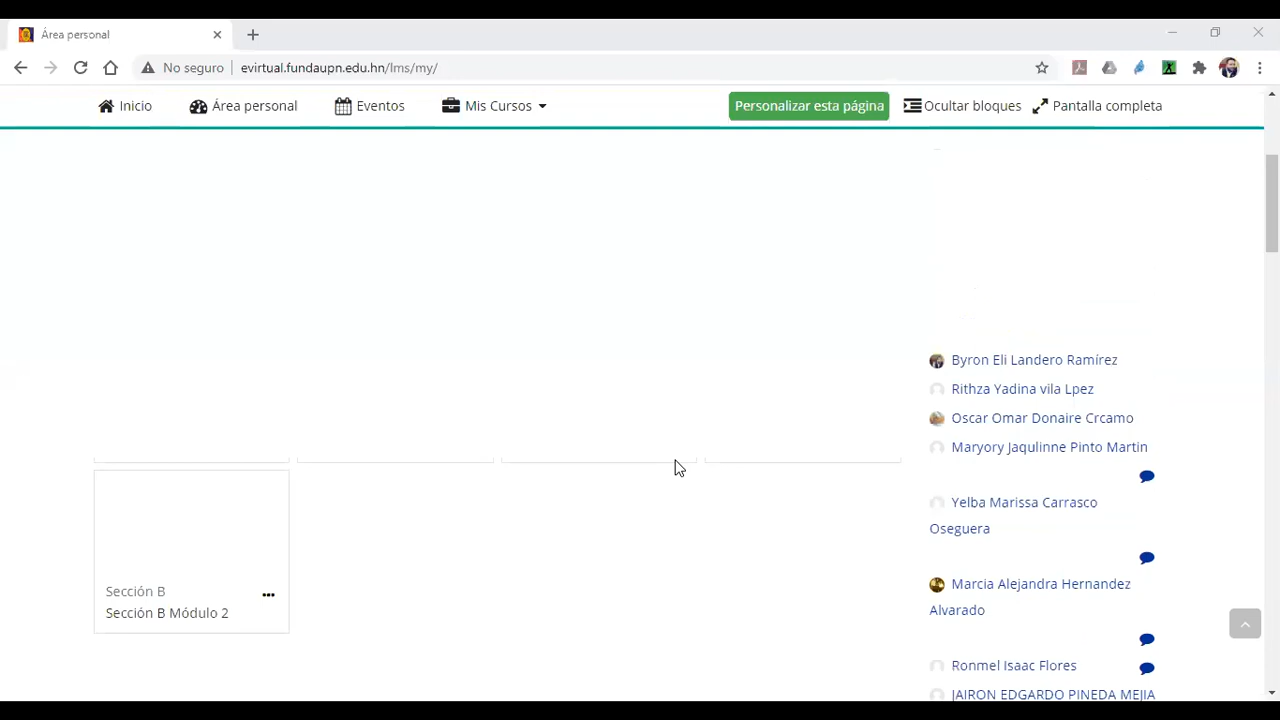 Área personal
No seguro evirtual.fundaupn.edu.hn/lms/my/
Inicio Área personal Eventos Mis Cursos Personalizar esta página Ocultar bloques Pantalla completa
Byron Eli Landero Ramírez
Rithza Yadina vila Lpez
Oscar Omar Donaire Crcamo
Maryory Jaqulinne Pinto Martin
Yelba Marissa Carrasco
Oseguera
Marcia Alejandra Hernandez
Alvarado
Ronmel Isaac Flores
JAIRON EDGARDO PINEDA MEJIA
Sección B
Sección B Módulo 2